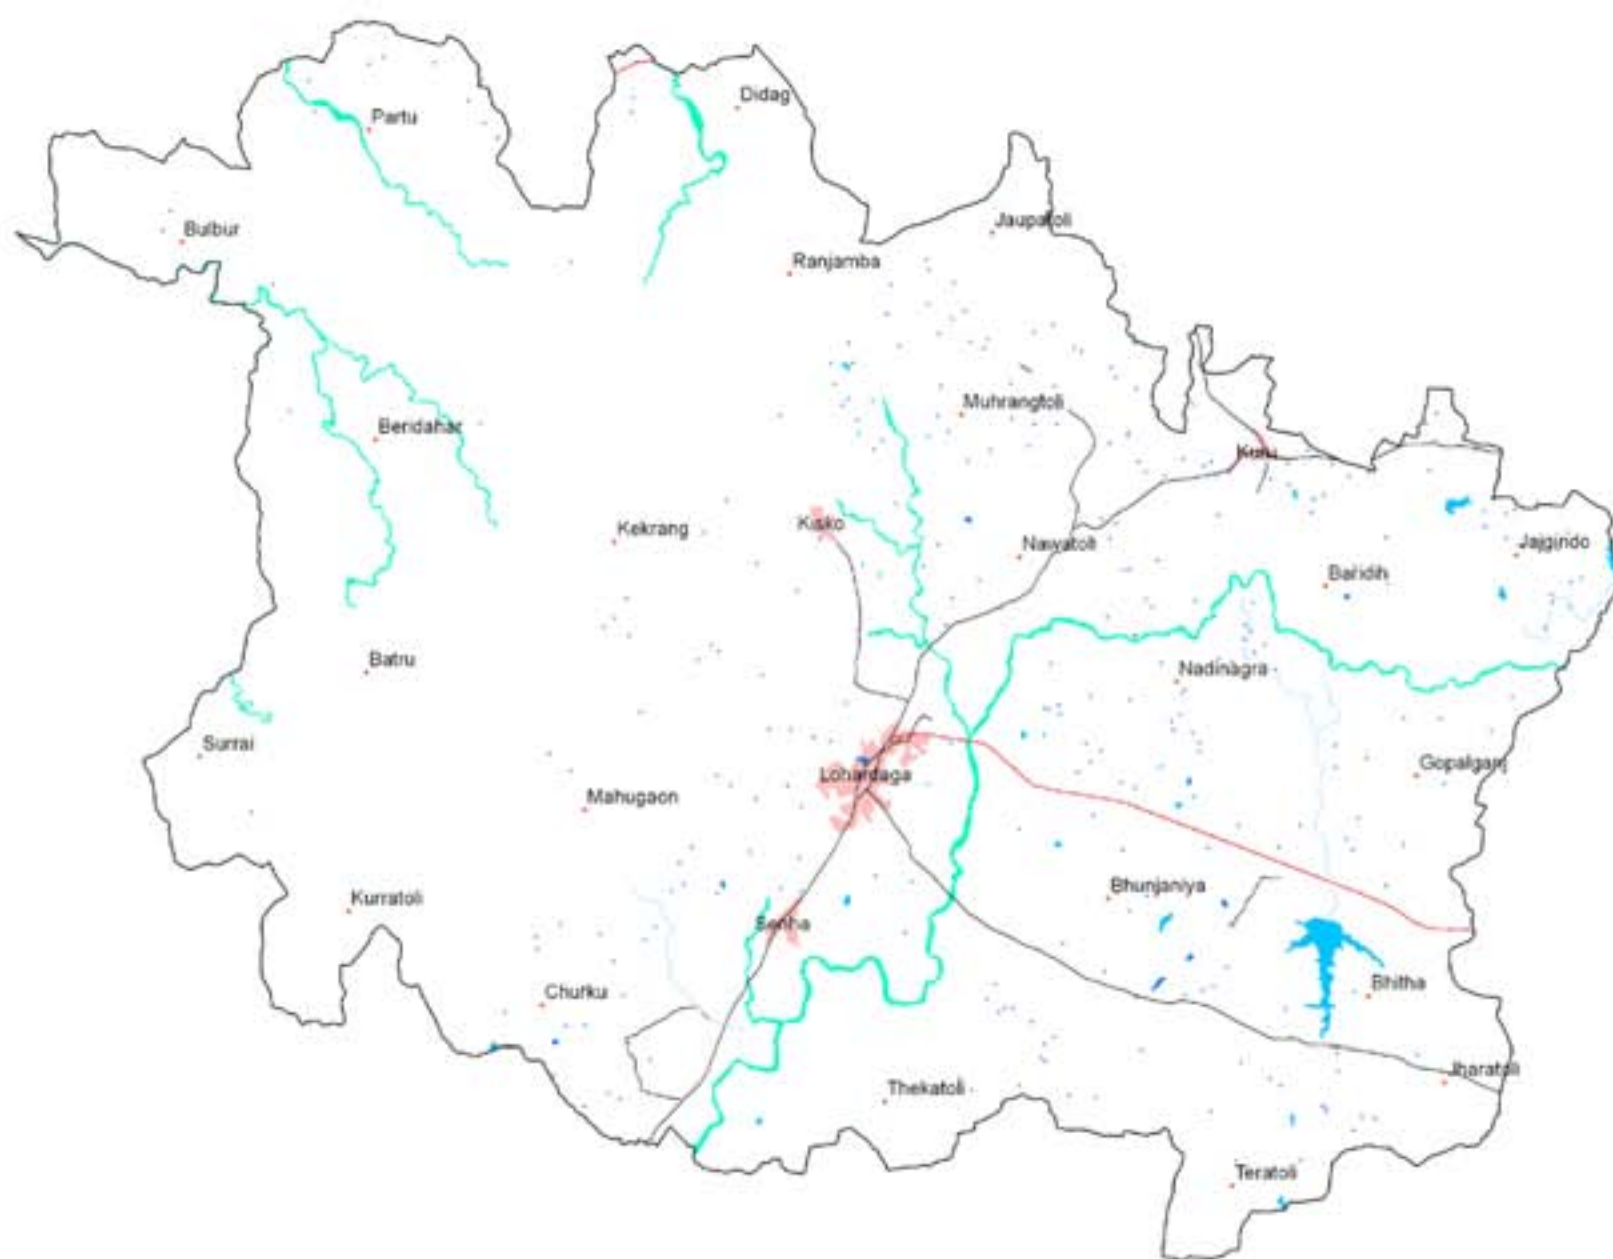 Didag
Partu
Jaupatoli
Bulbur
Ranjamba
Muhrangtoli
Beridahar
Kuru
Kisko
Kekrang
Nawatoli
Jajgindo
Baridih
Batru
Nadinagra
Surrai
Gopalganj
Lohardaga
Mahugaon
Bhunjaniya
Kurratoli
Senha
Bhitha
Churku
Jharatoli
Thekatoli
Teratoli